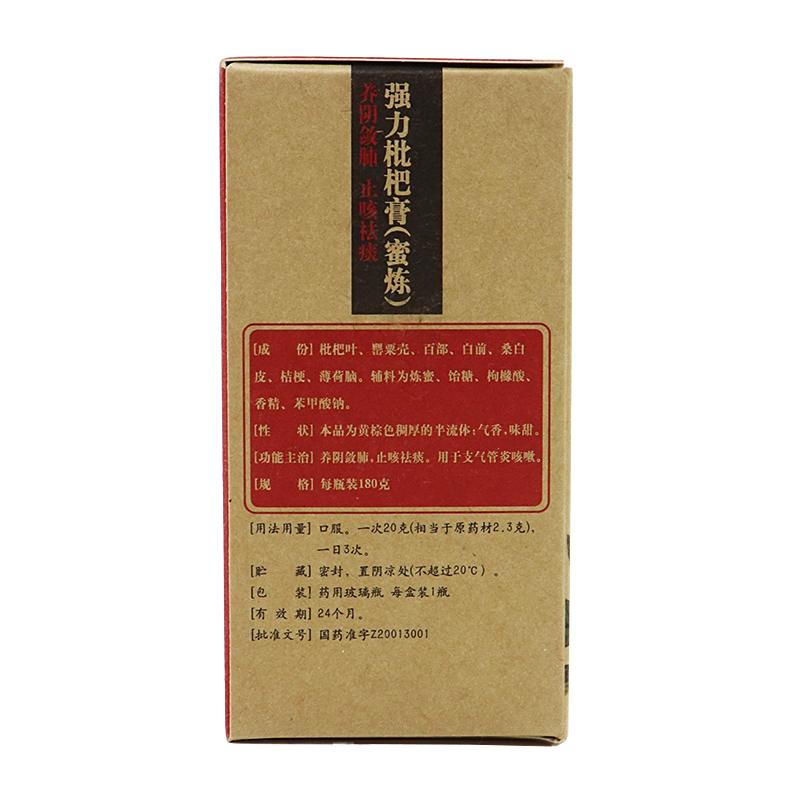 强力枇杷膏(蜜炼)
养阴敛肺 止咳祛痰
[成 份] 枇杷叶、罂粟壳、百部、白前、桑白
皮、桔梗、薄荷脑。辅料为炼蜜、饴糖、枸橼酸、
香精、苯甲酸钠。
[性 状] 本品为黄棕色稠厚的半流体；气香，味甜。
[功能主治] 养阴敛肺，止咳祛痰。用于支气管炎咳嗽。
[规 格] 每瓶装180克
[用法用量] 口服。一次20克(相当于原药材2.3克)，
一日3次。
[贮 藏] 密封，置阴凉处(不超过20℃)。
[包 装] 药用玻璃瓶 每盒装1瓶
[有 效 期] 24个月。
[批准文号] 国药准字Z20013001